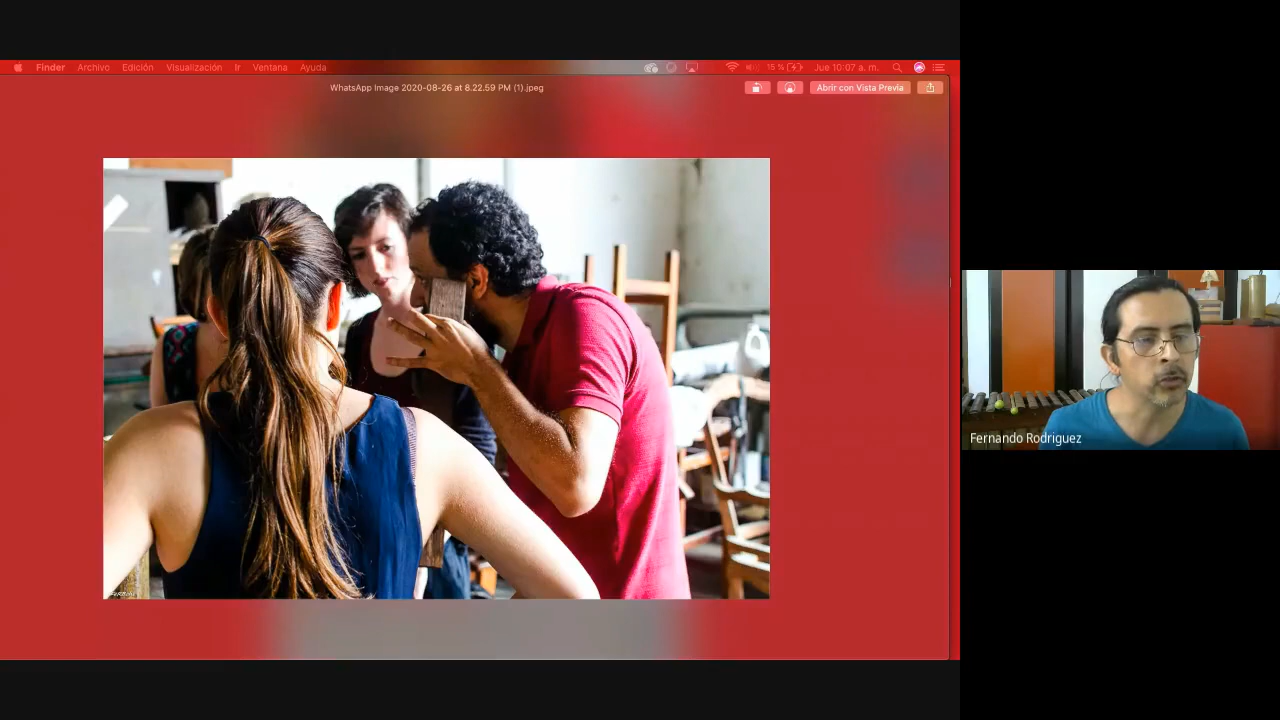 Finder Archivo Edición Visualización Ir Ventana Ayuda 15 % Jue 10:07 a. m.
WhatsApp Image 2020-08-26 at 8.22.59 PM (1).jpeg Abrir con Vista Previa
Fernando Rodriguez